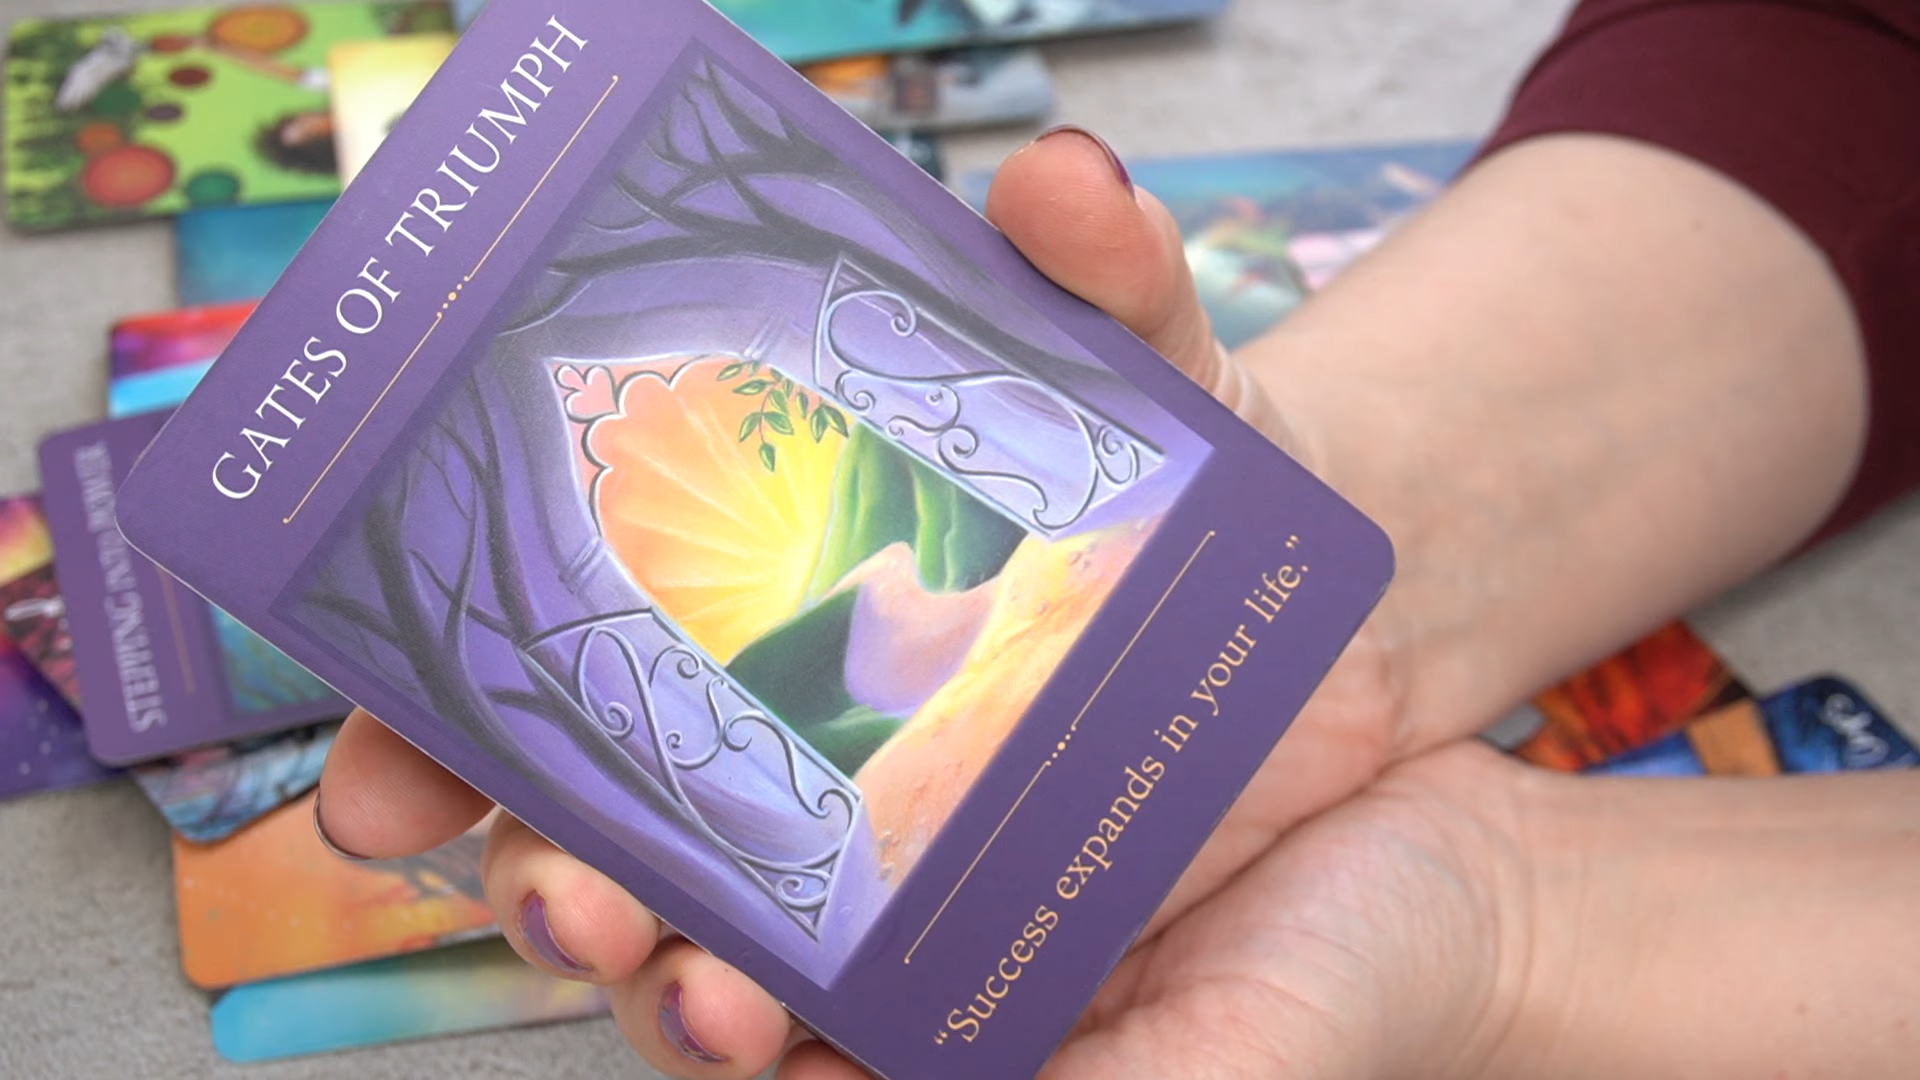 GATES OF TRIUMPH
“Success expands in your life.”
STEPPING INTO POWER